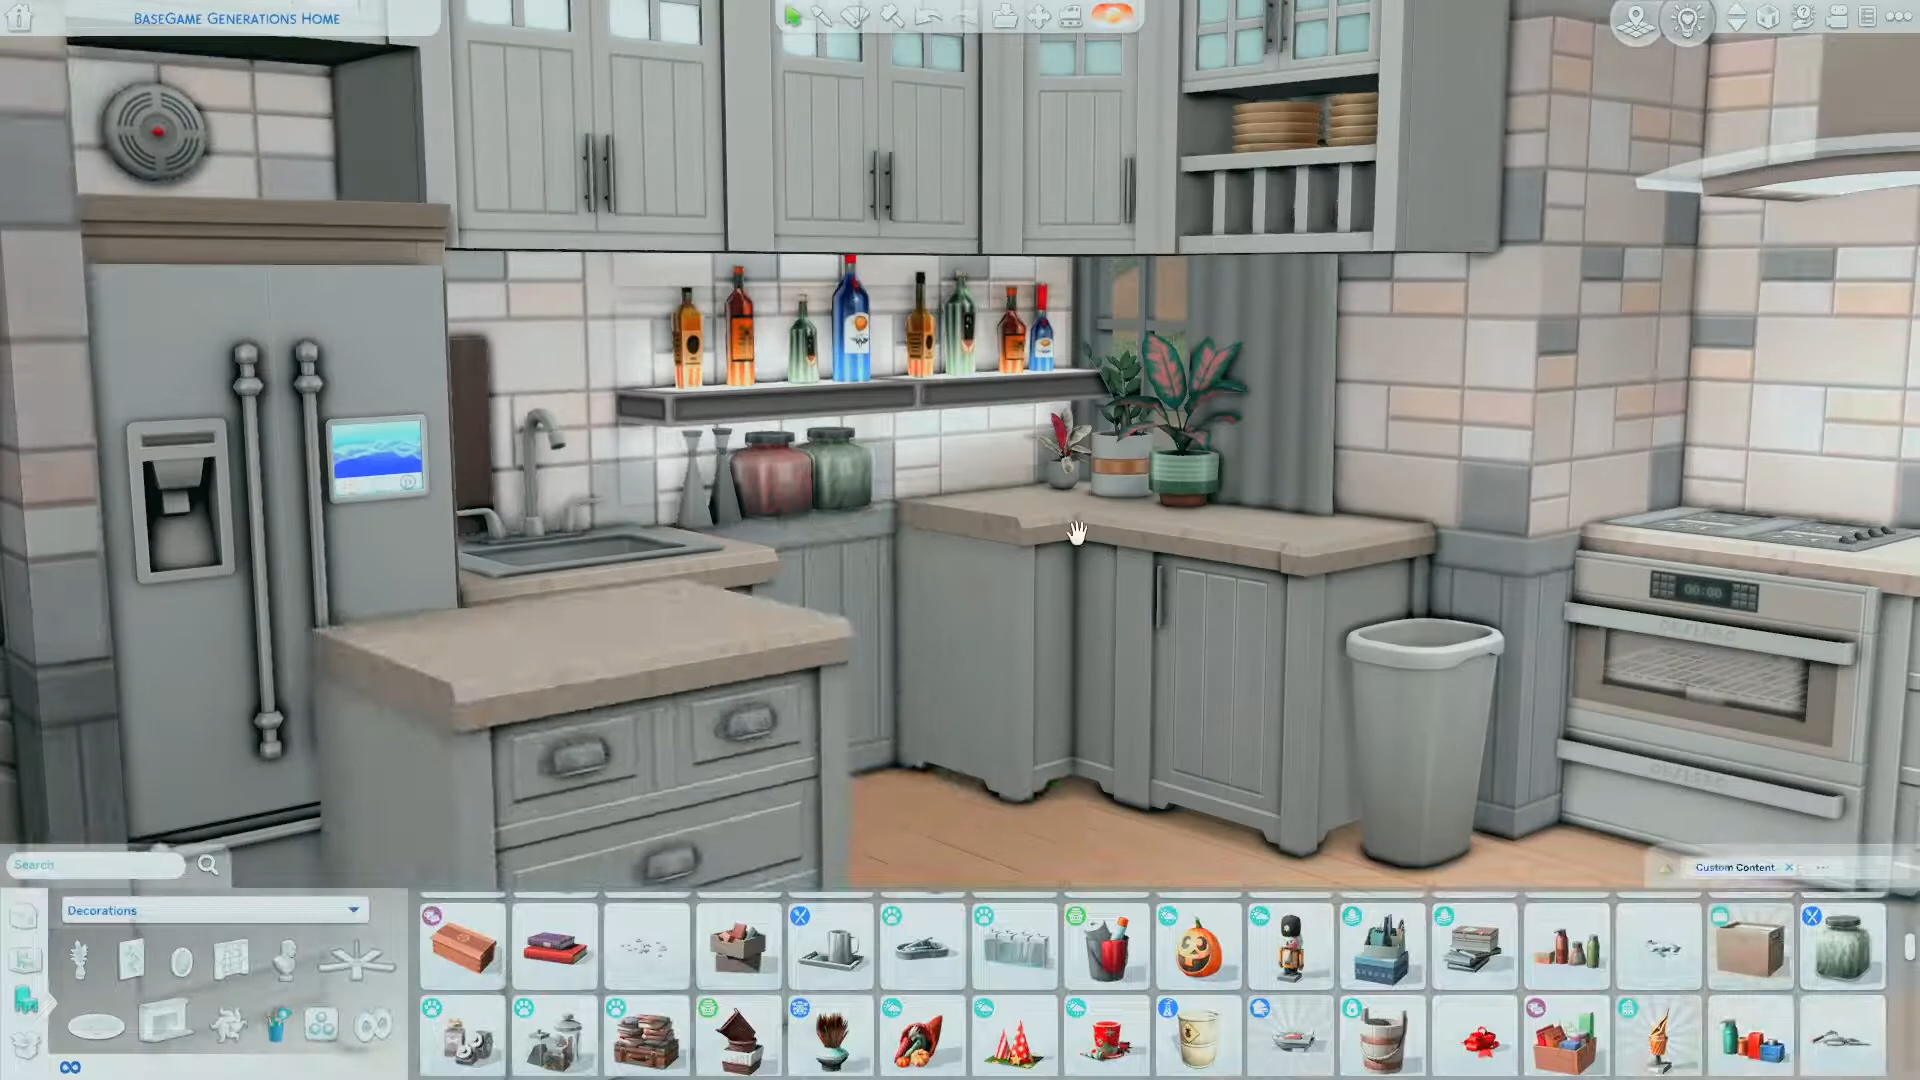 BASEGAME GENERATIONS HOME
00:00
Search
Custom Content
Decorations